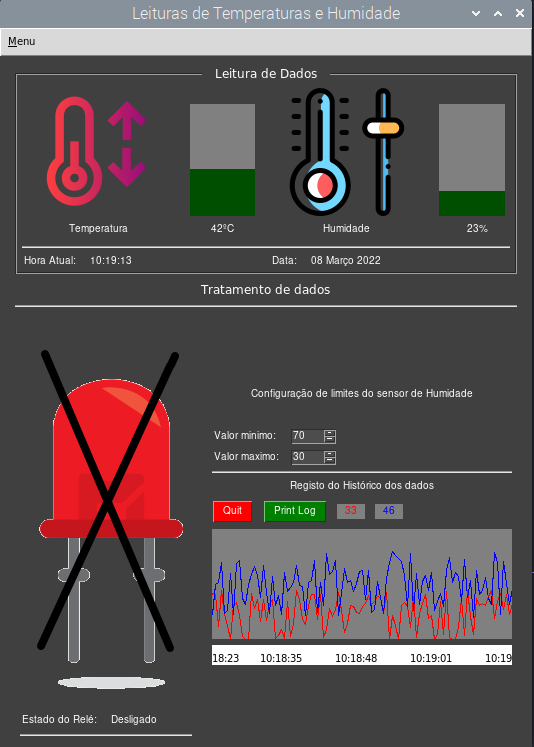 Leituras de Temperaturas e Humidade
Menu
Leitura de Dados
Temperatura 42ºC Humidade 23%
Hora Atual: 10:19:13 Data: 08 Março 2022
Tratamento de dados
Configuração de limites do sensor de Humidade
Valor minimo: 70
Valor maximo: 30
Registo do Histórico dos dados
Quit Print Log 33 46
18:23 10:18:35 10:18:48 10:19:01 10:19
Estado do Relé: Desligado